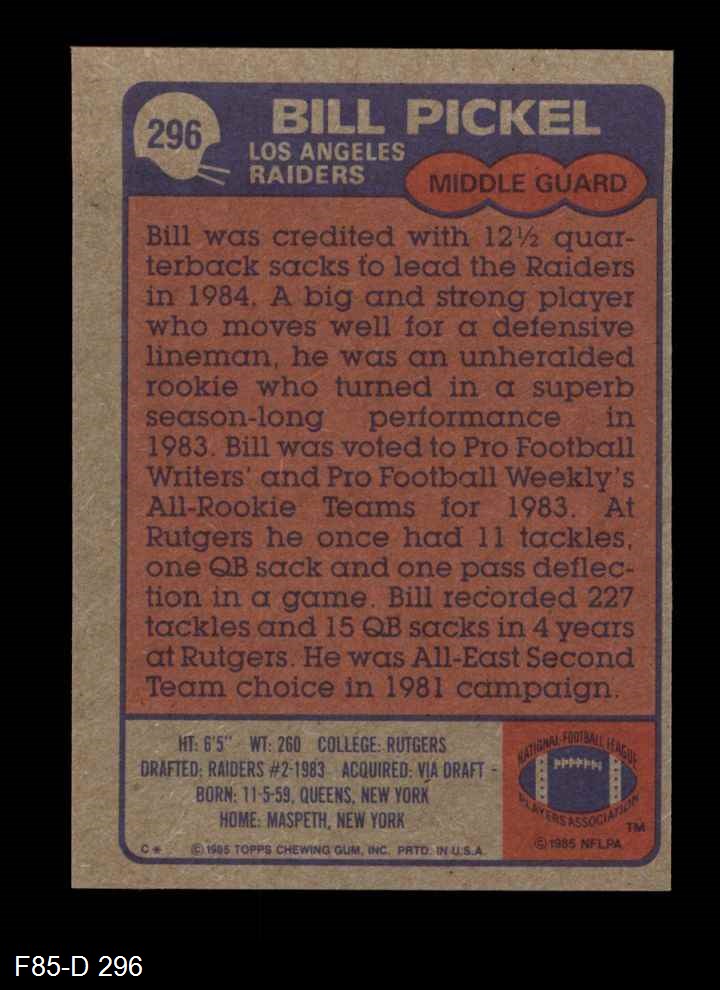 296
BILL PICKEL
LOS ANGELES
RAIDERS
MIDDLE GUARD
Bill was credited with 12½ quar-
terback sacks to lead the Raiders
in 1984. A big and strong player
who moves well for a defensive
lineman, he was an unheralded
rookie who turned in a superb
season-long performance in
1983. Bill was voted to Pro Football
Writers' and Pro Football Weekly's
All-Rookie Teams for 1983. At
Rutgers he once had 11 tackles,
one QB sack and one pass deflec-
tion in a game. Bill recorded 227
tackles and 15 QB sacks in 4 years
at Rutgers. He was All-East Second
Team choice in 1981 campaign.
HT: 6'5" WT: 260 COLLEGE: RUTGERS
DRAFTED: RAIDERS #2-1983 ACQUIRED: VIA DRAFT -
BORN: 11-5-59, QUEENS, NEW YORK
HOME: MASPETH, NEW YORK
C* © 1985 TOPPS CHEWING GUM, INC. PRTD. IN U.S.A.
NATIONAL FOOTBALL LEAGUE
PLAYERS ASSOCIATION
TM
© 1985 NFLPA
F85-D 296